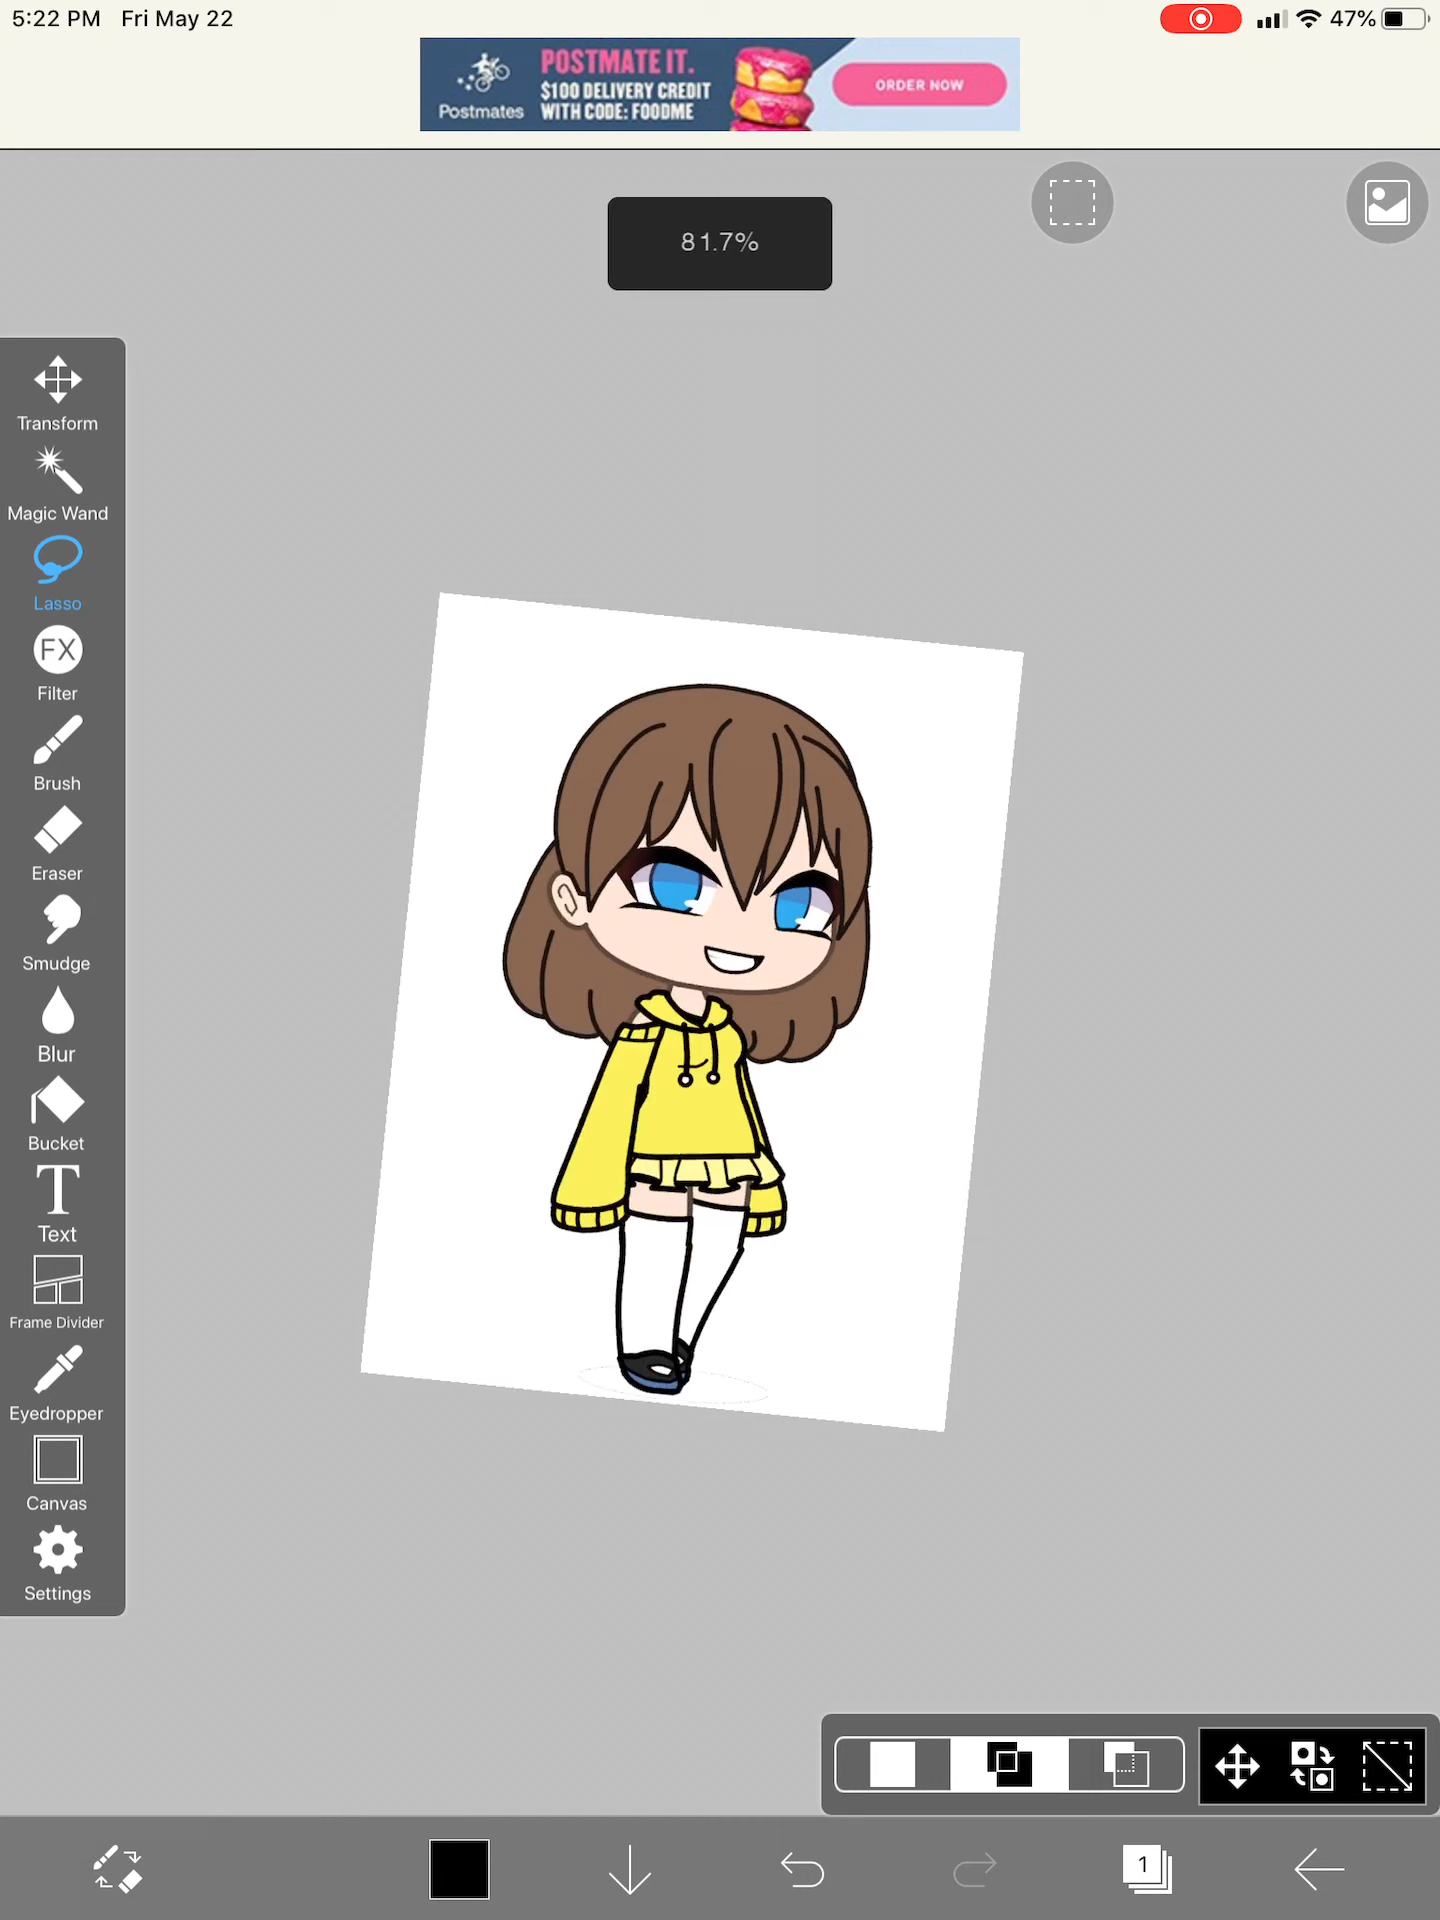 5:22 PM Fri May 22
47%
Postmates
POSTMATE IT.
$100 DELIVERY CREDIT
WITH CODE: FOODME
ORDER NOW
81.7%
Transform
Magic Wand
Lasso
FX
Filter
Brush
Eraser
Smudge
Blur
Bucket
T
Text
Frame Divider
Eyedropper
Canvas
Settings
1